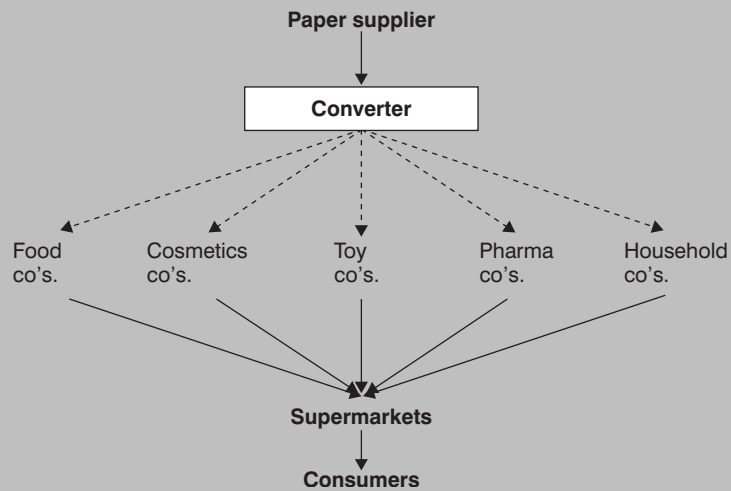 Paper supplier
Converter
Food Cosmetics Toy Pharma Household
co's. co's. co's. co's. co's.
Supermarkets
Consumers